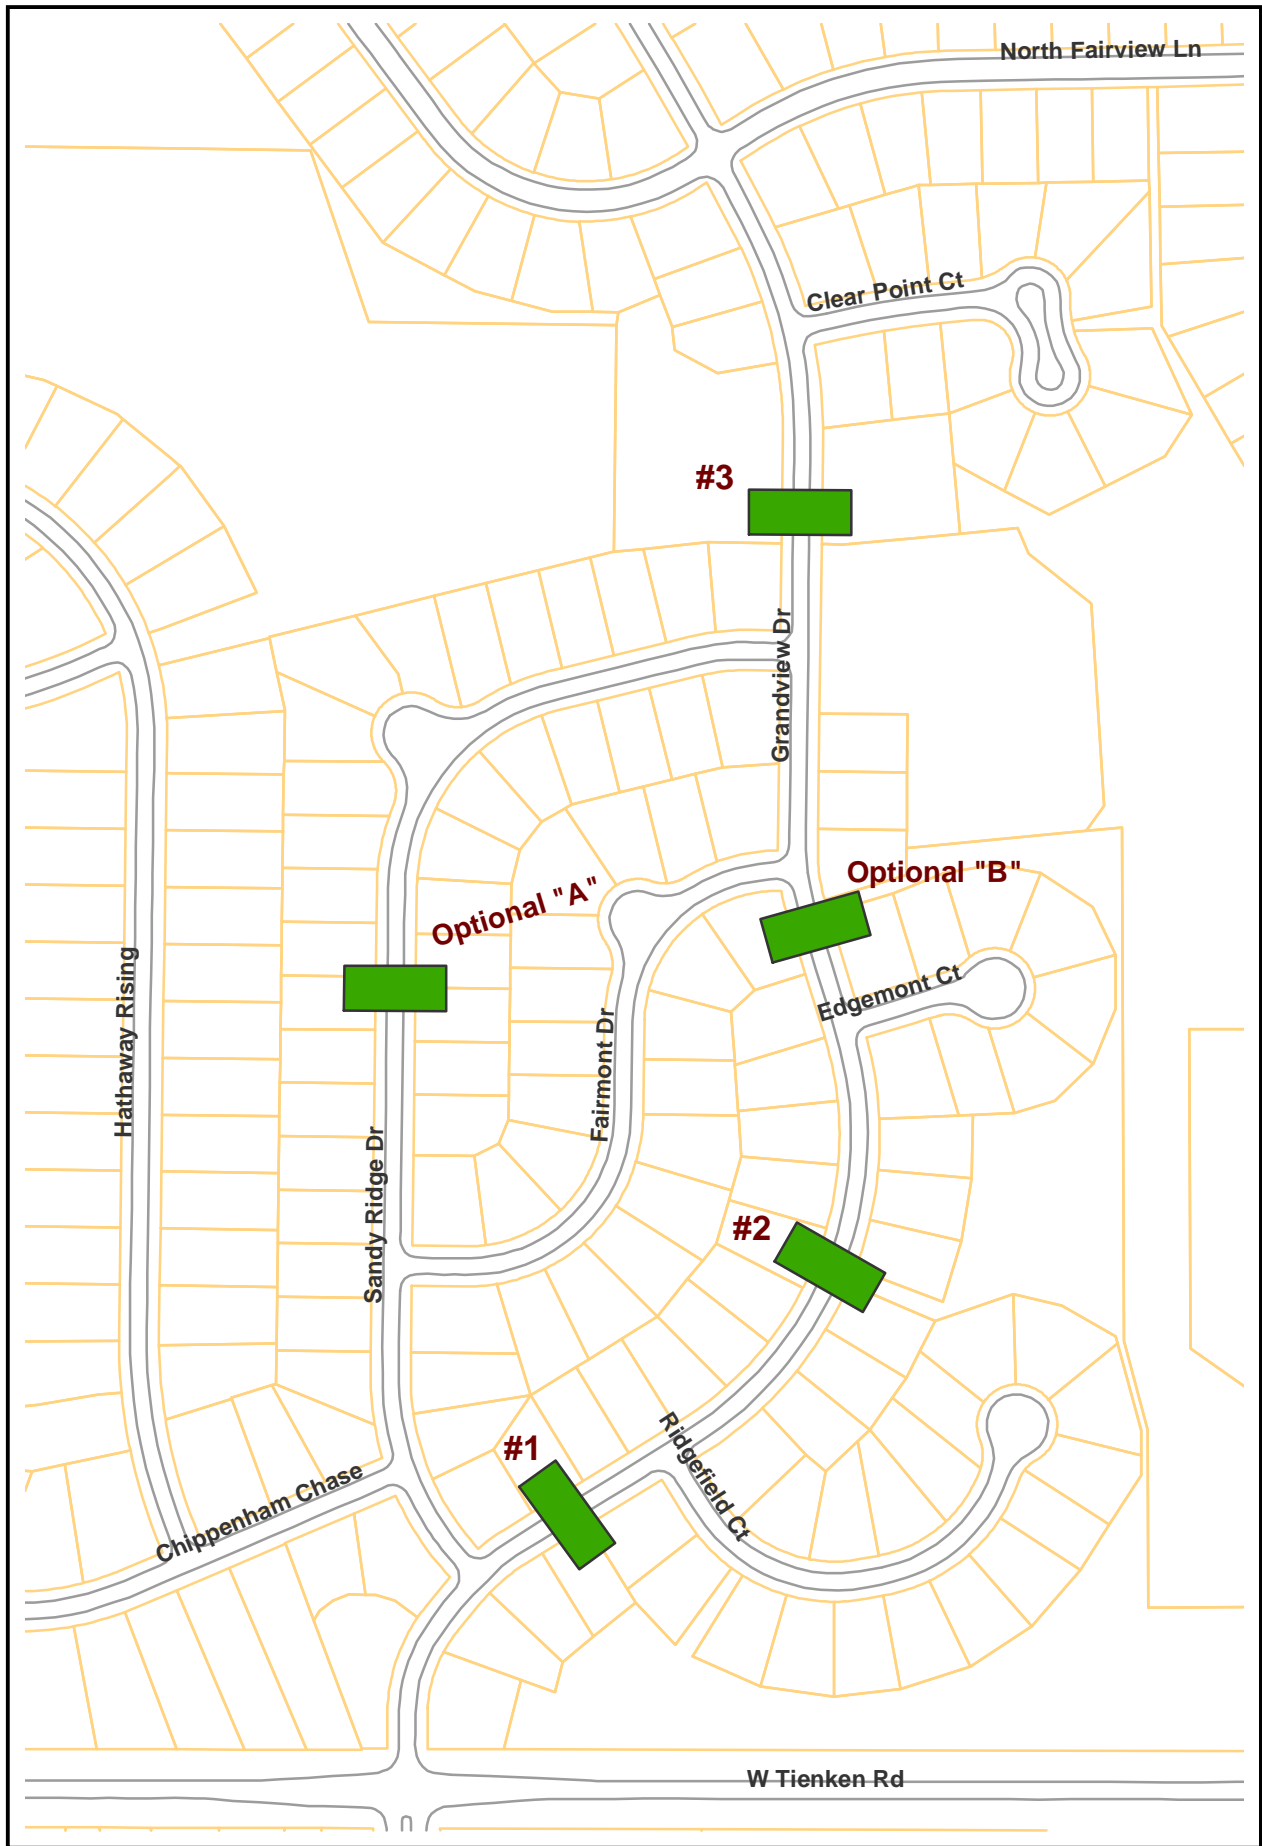 North Fairview Ln
Clear Point Ct
#3
Grandview Dr
Optional "B"
Optional "A"
Edgemont Ct
Hathaway Rising
Fairmont Dr
Sandy Ridge Dr
#2
Ridgefield Ct
#1
Chippenham Chase
W Tienken Rd